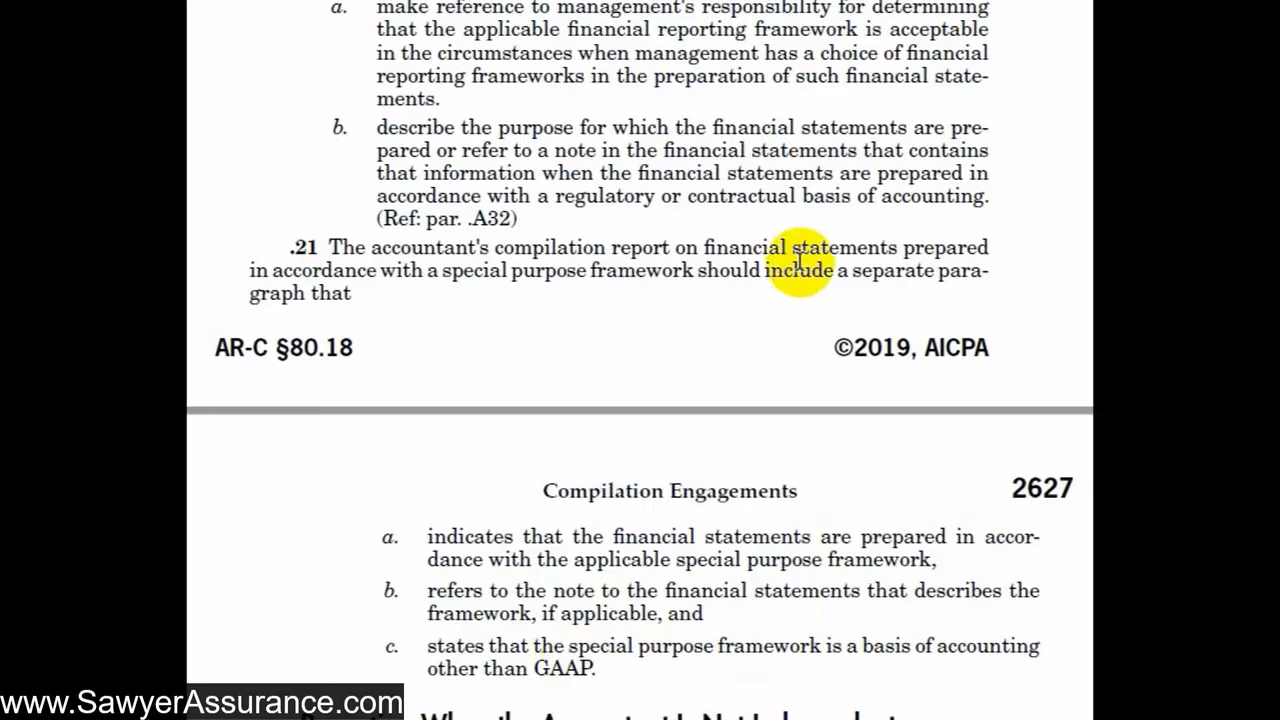 a. make reference to management's responsibility for determining
that the applicable financial reporting framework is acceptable
in the circumstances when management has a choice of financial
reporting frameworks in the preparation of such financial state-
ments.
b. describe the purpose for which the financial statements are pre-
pared or refer to a note in the financial statements that contains
that information when the financial statements are prepared in
accordance with a regulatory or contractual basis of accounting.
(Ref: par. .A32)
.21 The accountant's compilation report on financial statements prepared
in accordance with a special purpose framework should include a separate para-
graph that
AR-C §80.18 ©2019, AICPA
Compilation Engagements 2627
a. indicates that the financial statements are prepared in accor-
dance with the applicable special purpose framework,
b. refers to the note to the financial statements that describes the
framework, if applicable, and
c. states that the special purpose framework is a basis of accounting
other than GAAP.
www.SawyerAssurance.com